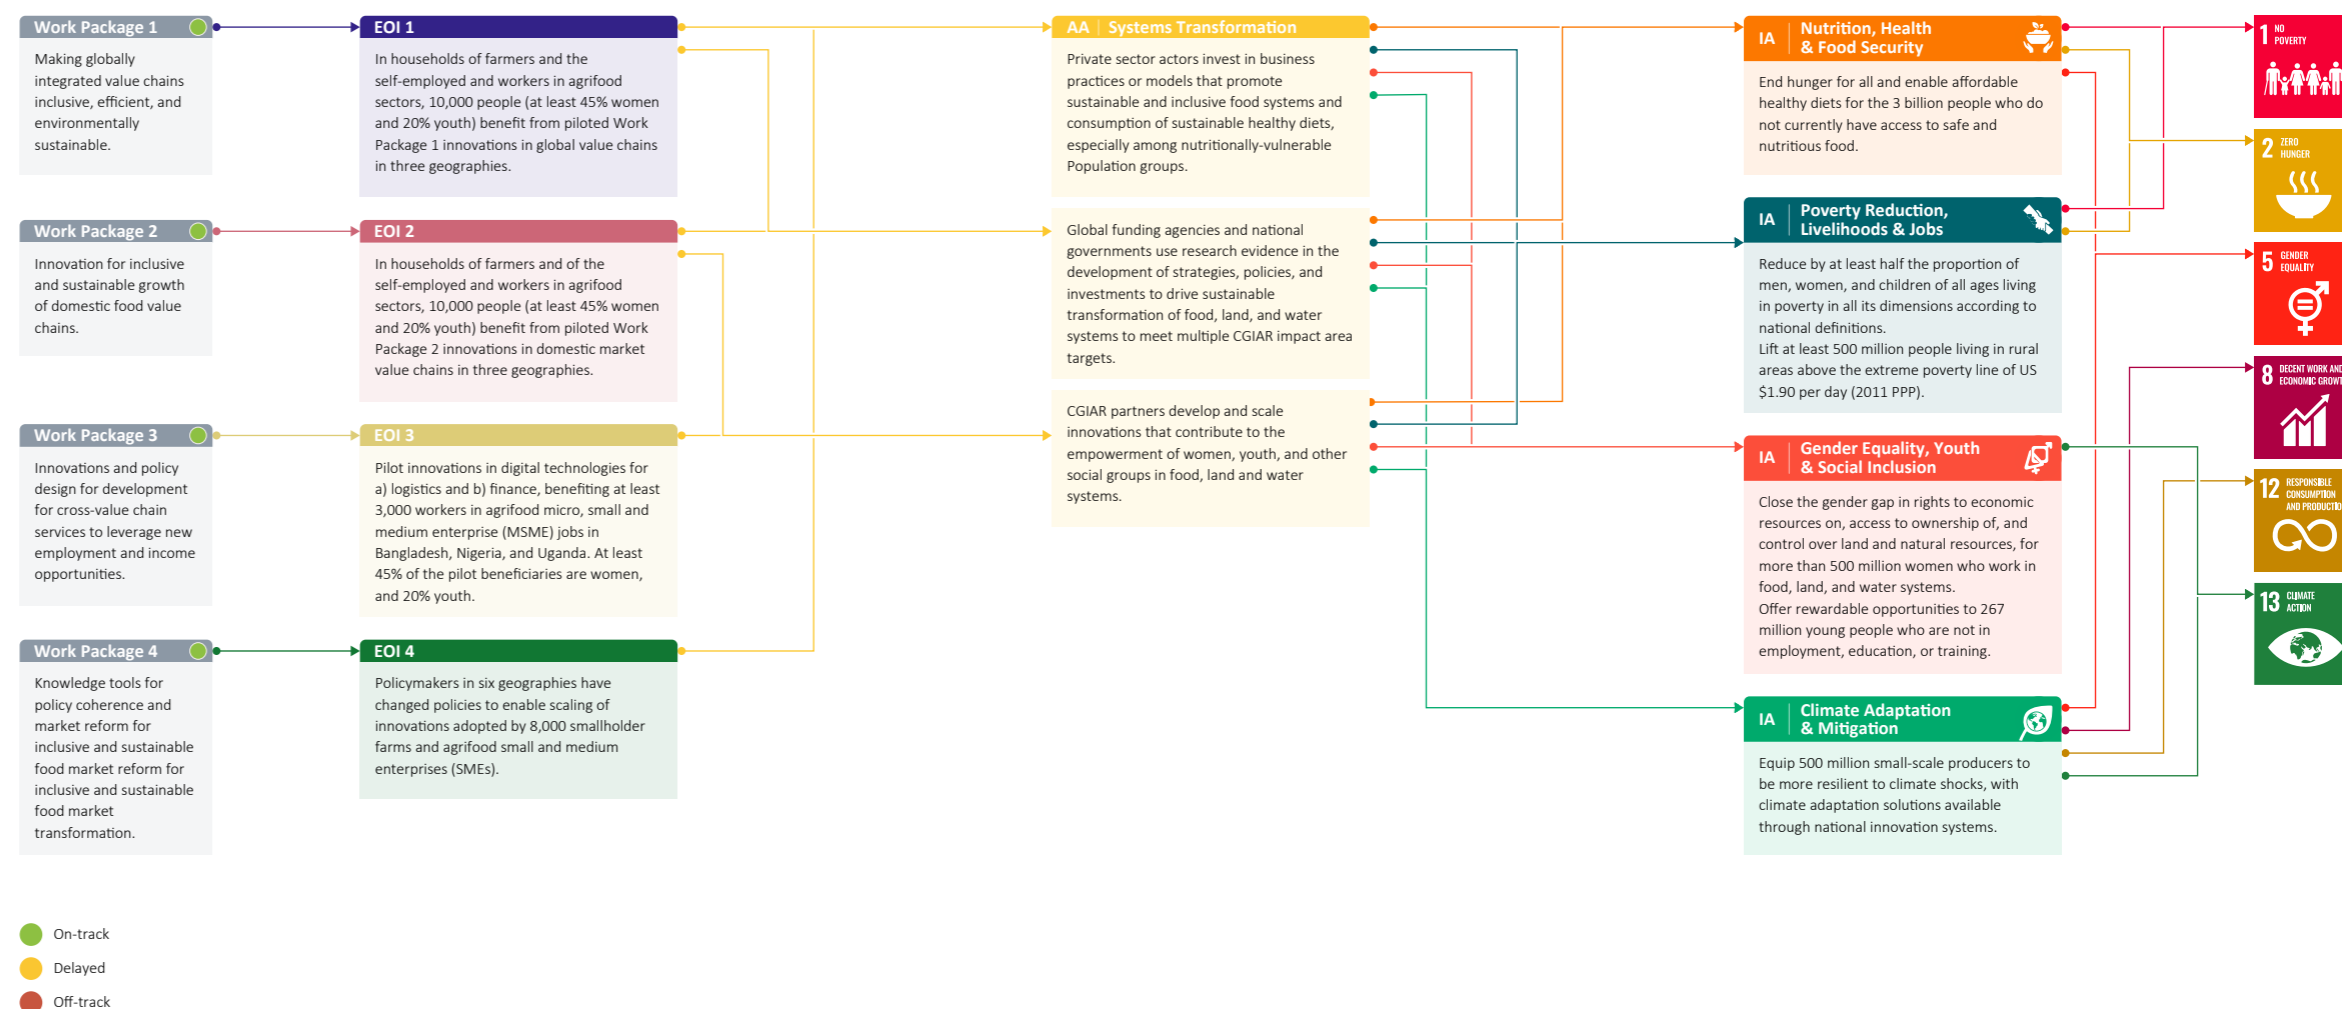 Work Package 1
Making globally
integrated value chains
inclusive, efficient, and
environmentally
sustainable.
EOI 1
In households of farmers and the
self-employed and workers in agrifood
sectors, 10,000 people (at least 45% women
and 20% youth) benefit from piloted Work
Package 1 innovations in global value chains
in three geographies.
Work Package 2
Innovation for inclusive
and sustainable growth
of domestic food value
chains.
EOI 2
In households of farmers and of the
self-employed and workers in agrifood
sectors, 10,000 people (at least 45% women
and 20% youth) benefit from piloted Work
Package 2 innovations in domestic market
value chains in three geographies.
Work Package 3
Innovations and policy
design for development
for cross-value chain
services to leverage new
employment and income
opportunities.
EOI 3
Pilot innovations in digital technologies for
a) logistics and b) finance, benefiting at least
3,000 workers in agrifood micro, small and
medium enterprise (MSME) jobs in
Bangladesh, Nigeria, and Uganda. At least
45% of the pilot beneficiaries are women,
and 20% youth.
Work Package 4
Knowledge tools for
policy coherence and
market reform for
inclusive and sustainable
food market reform for
inclusive and sustainable
food market
transformation.
EOI 4
Policymakers in six geographies have
changed policies to enable scaling of
innovations adopted by 8,000 smallholder
farms and agrifood small and medium
enterprises (SMEs).
AA | Systems Transformation
Private sector actors invest in business
practices or models that promote
sustainable and inclusive food systems and
consumption of sustainable healthy diets,
especially among nutritionally-vulnerable
Population groups.
Global funding agencies and national
governments use research evidence in the
development of strategies, policies, and
investments to drive sustainable
transformation of food, land, and water
systems to meet multiple CGIAR impact area
targets.
CGIAR partners develop and scale
innovations that contribute to the
empowerment of women, youth, and other
social groups in food, land and water
systems.
IA | Nutrition, Health
& Food Security
End hunger for all and enable affordable
healthy diets for the 3 billion people who do
not currently have access to safe and
nutritious food.
IA | Poverty Reduction,
Livelihoods & Jobs
Reduce by at least half the proportion of
men, women, and children of all ages living
in poverty in all its dimensions according to
national definitions.
Lift at least 500 million people living in rural
areas above the extreme poverty line of US
$1.90 per day (2011 PPP).
IA | Gender Equality, Youth
& Social Inclusion
Close the gender gap in rights to economic
resources on, access to ownership of, and
control over land and natural resources, for
more than 500 million women who work in
food, land, and water systems.
Offer rewardable opportunities to 267
million young people who are not in
employment, education, or training.
IA | Climate Adaptation
& Mitigation
Equip 500 million small-scale producers to
be more resilient to climate shocks, with
climate adaptation solutions available
through national innovation systems.
1 NO
POVERTY
2 ZERO
HUNGER
5 GENDER
EQUALITY
8 DECENT WORK AND
ECONOMIC GROWT
12 RESPONSIBLE
CONSUMPTION
AND PRODUCTIO
13 CLIMATE
ACTION
On-track
Delayed
Off-track